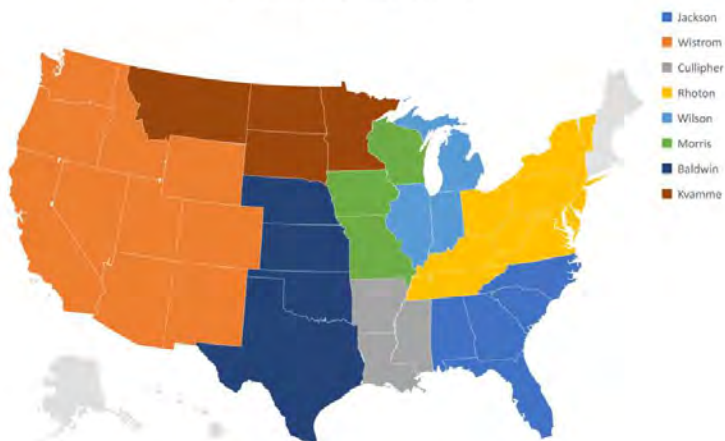 Jackson
Wistrom
Cullipher
Rhoton
Wilson
Morris
Baldwin
Kvamme